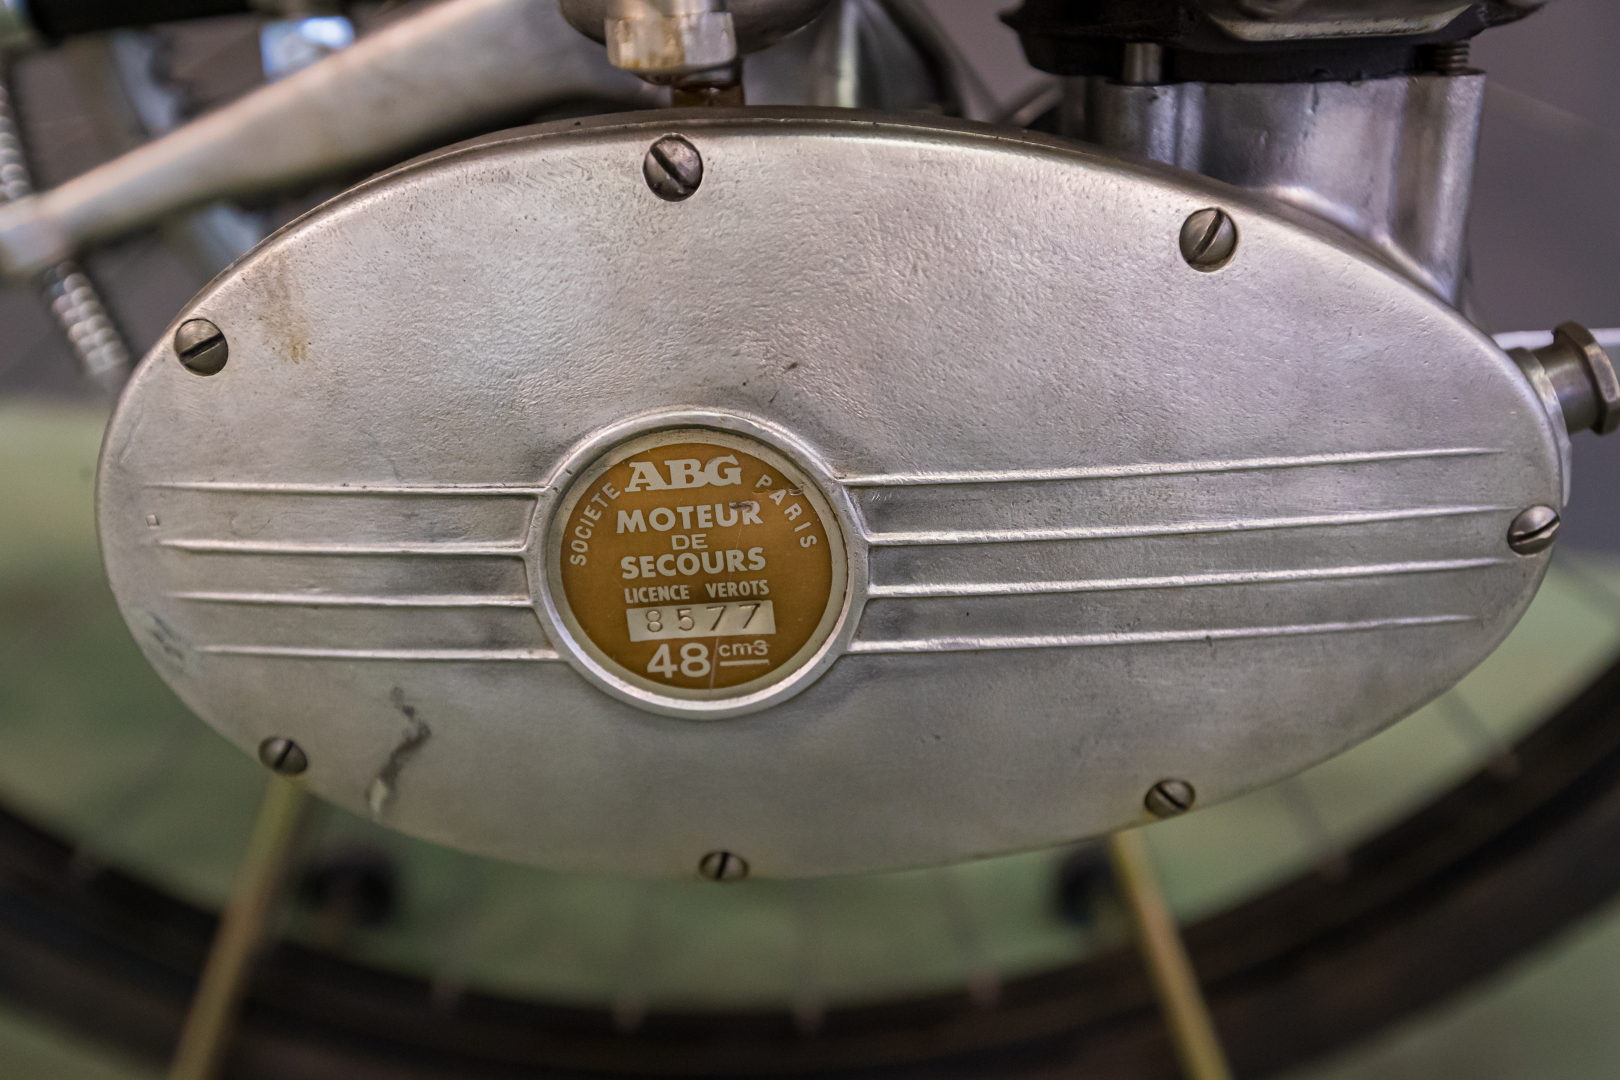 SOCIETE ABG PARIS
MOTEUR
DE
SECOURS
LICENCE VEROTS
8577
48 cm3